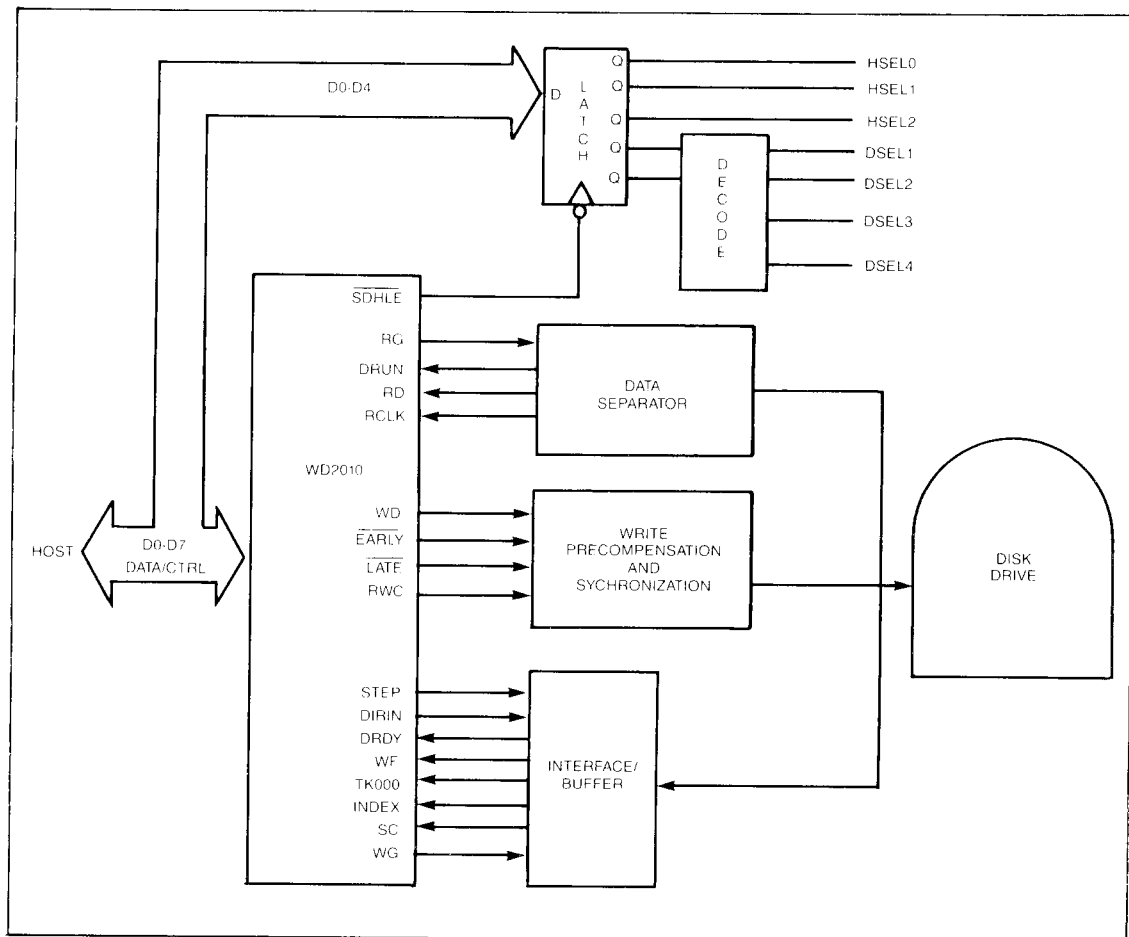 D0-D4
D
LATCH
Q
Q
Q
Q
Q
HSEL0
HSEL1
HSEL2
DECODE
DSEL1
DSEL2
DSEL3
DSEL4
SDHLE
RG
DRUN
RD
RCLK
WD2010
WD
EARLY
LATE
RWC
STEP
DIRIN
DRDY
WF
TK000
INDEX
SC
WG
HOST
D0-D7
DATA/CTRL
DATA
SEPARATOR
WRITE
PRECOMPENSATION
AND
SYCHRONIZATION
INTERFACE/
BUFFER
DISK
DRIVE